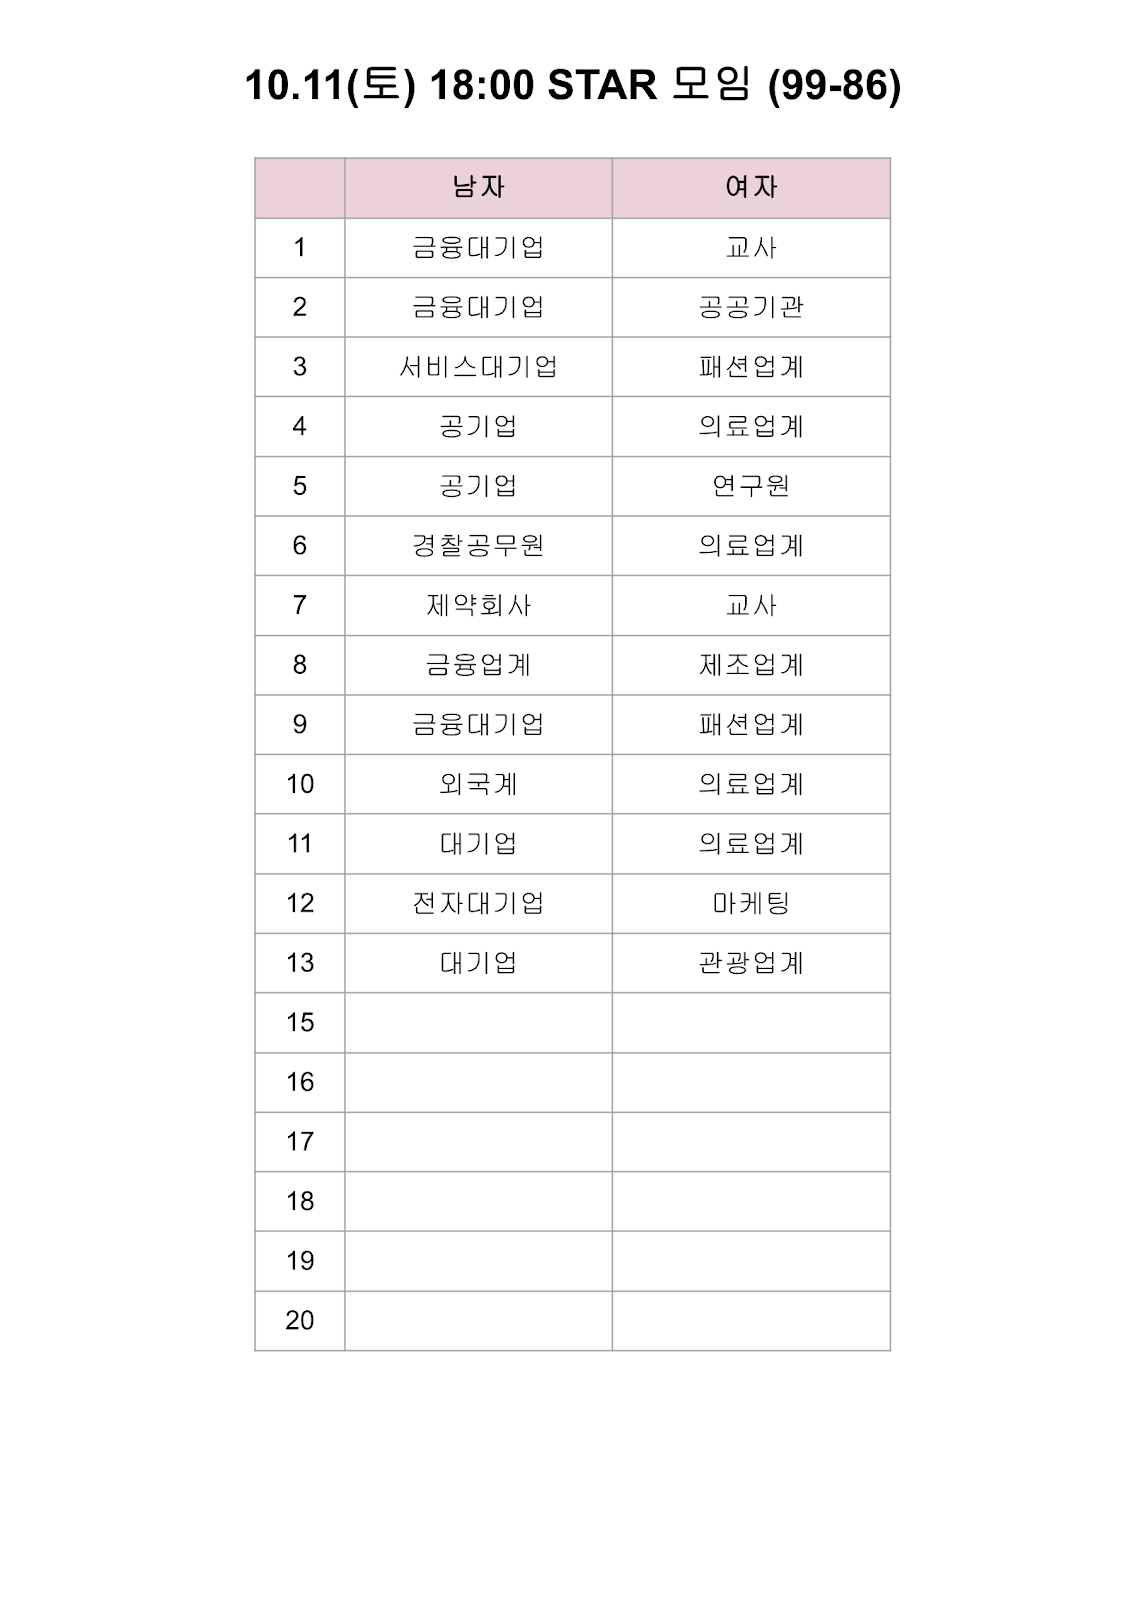 10.11(토) 18:00 STAR 모임 (99-86)
남자 여자
1 금융대기업 교사
2 금융대기업 공공기관
3 서비스대기업 패션업계
4 공기업 의료업계
5 공기업 연구원
6 경찰공무원 의료업계
7 제약회사 교사
8 금융업계 제조업계
9 금융대기업 패션업계
10 외국계 의료업계
11 대기업 의료업계
12 전자대기업 마케팅
13 대기업 관광업계
15
16
17
18
19
20